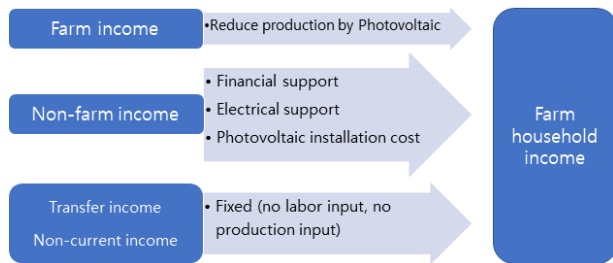 Farm income
•Reduce production by Photovoltaic
Non-farm income
• Financial support
• Electrical support
• Photovoltaic installation cost
Transfer income
Non-current income
• Fixed (no labor input, no
production input)
Farm
household
income